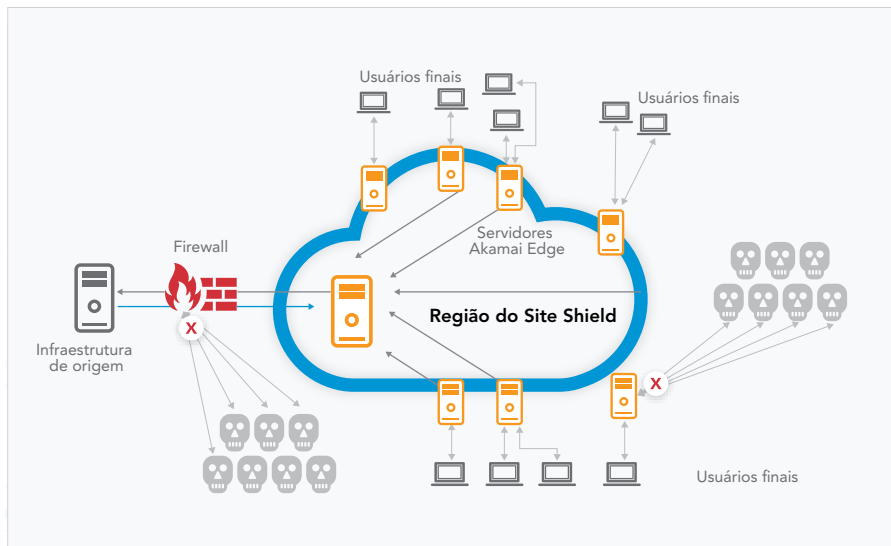 Usuários finais
Usuários finais
Servidores
Akamai Edge
Firewall
Região do Site Shield
Infraestrutura
de origem
X
X
Usuários finais